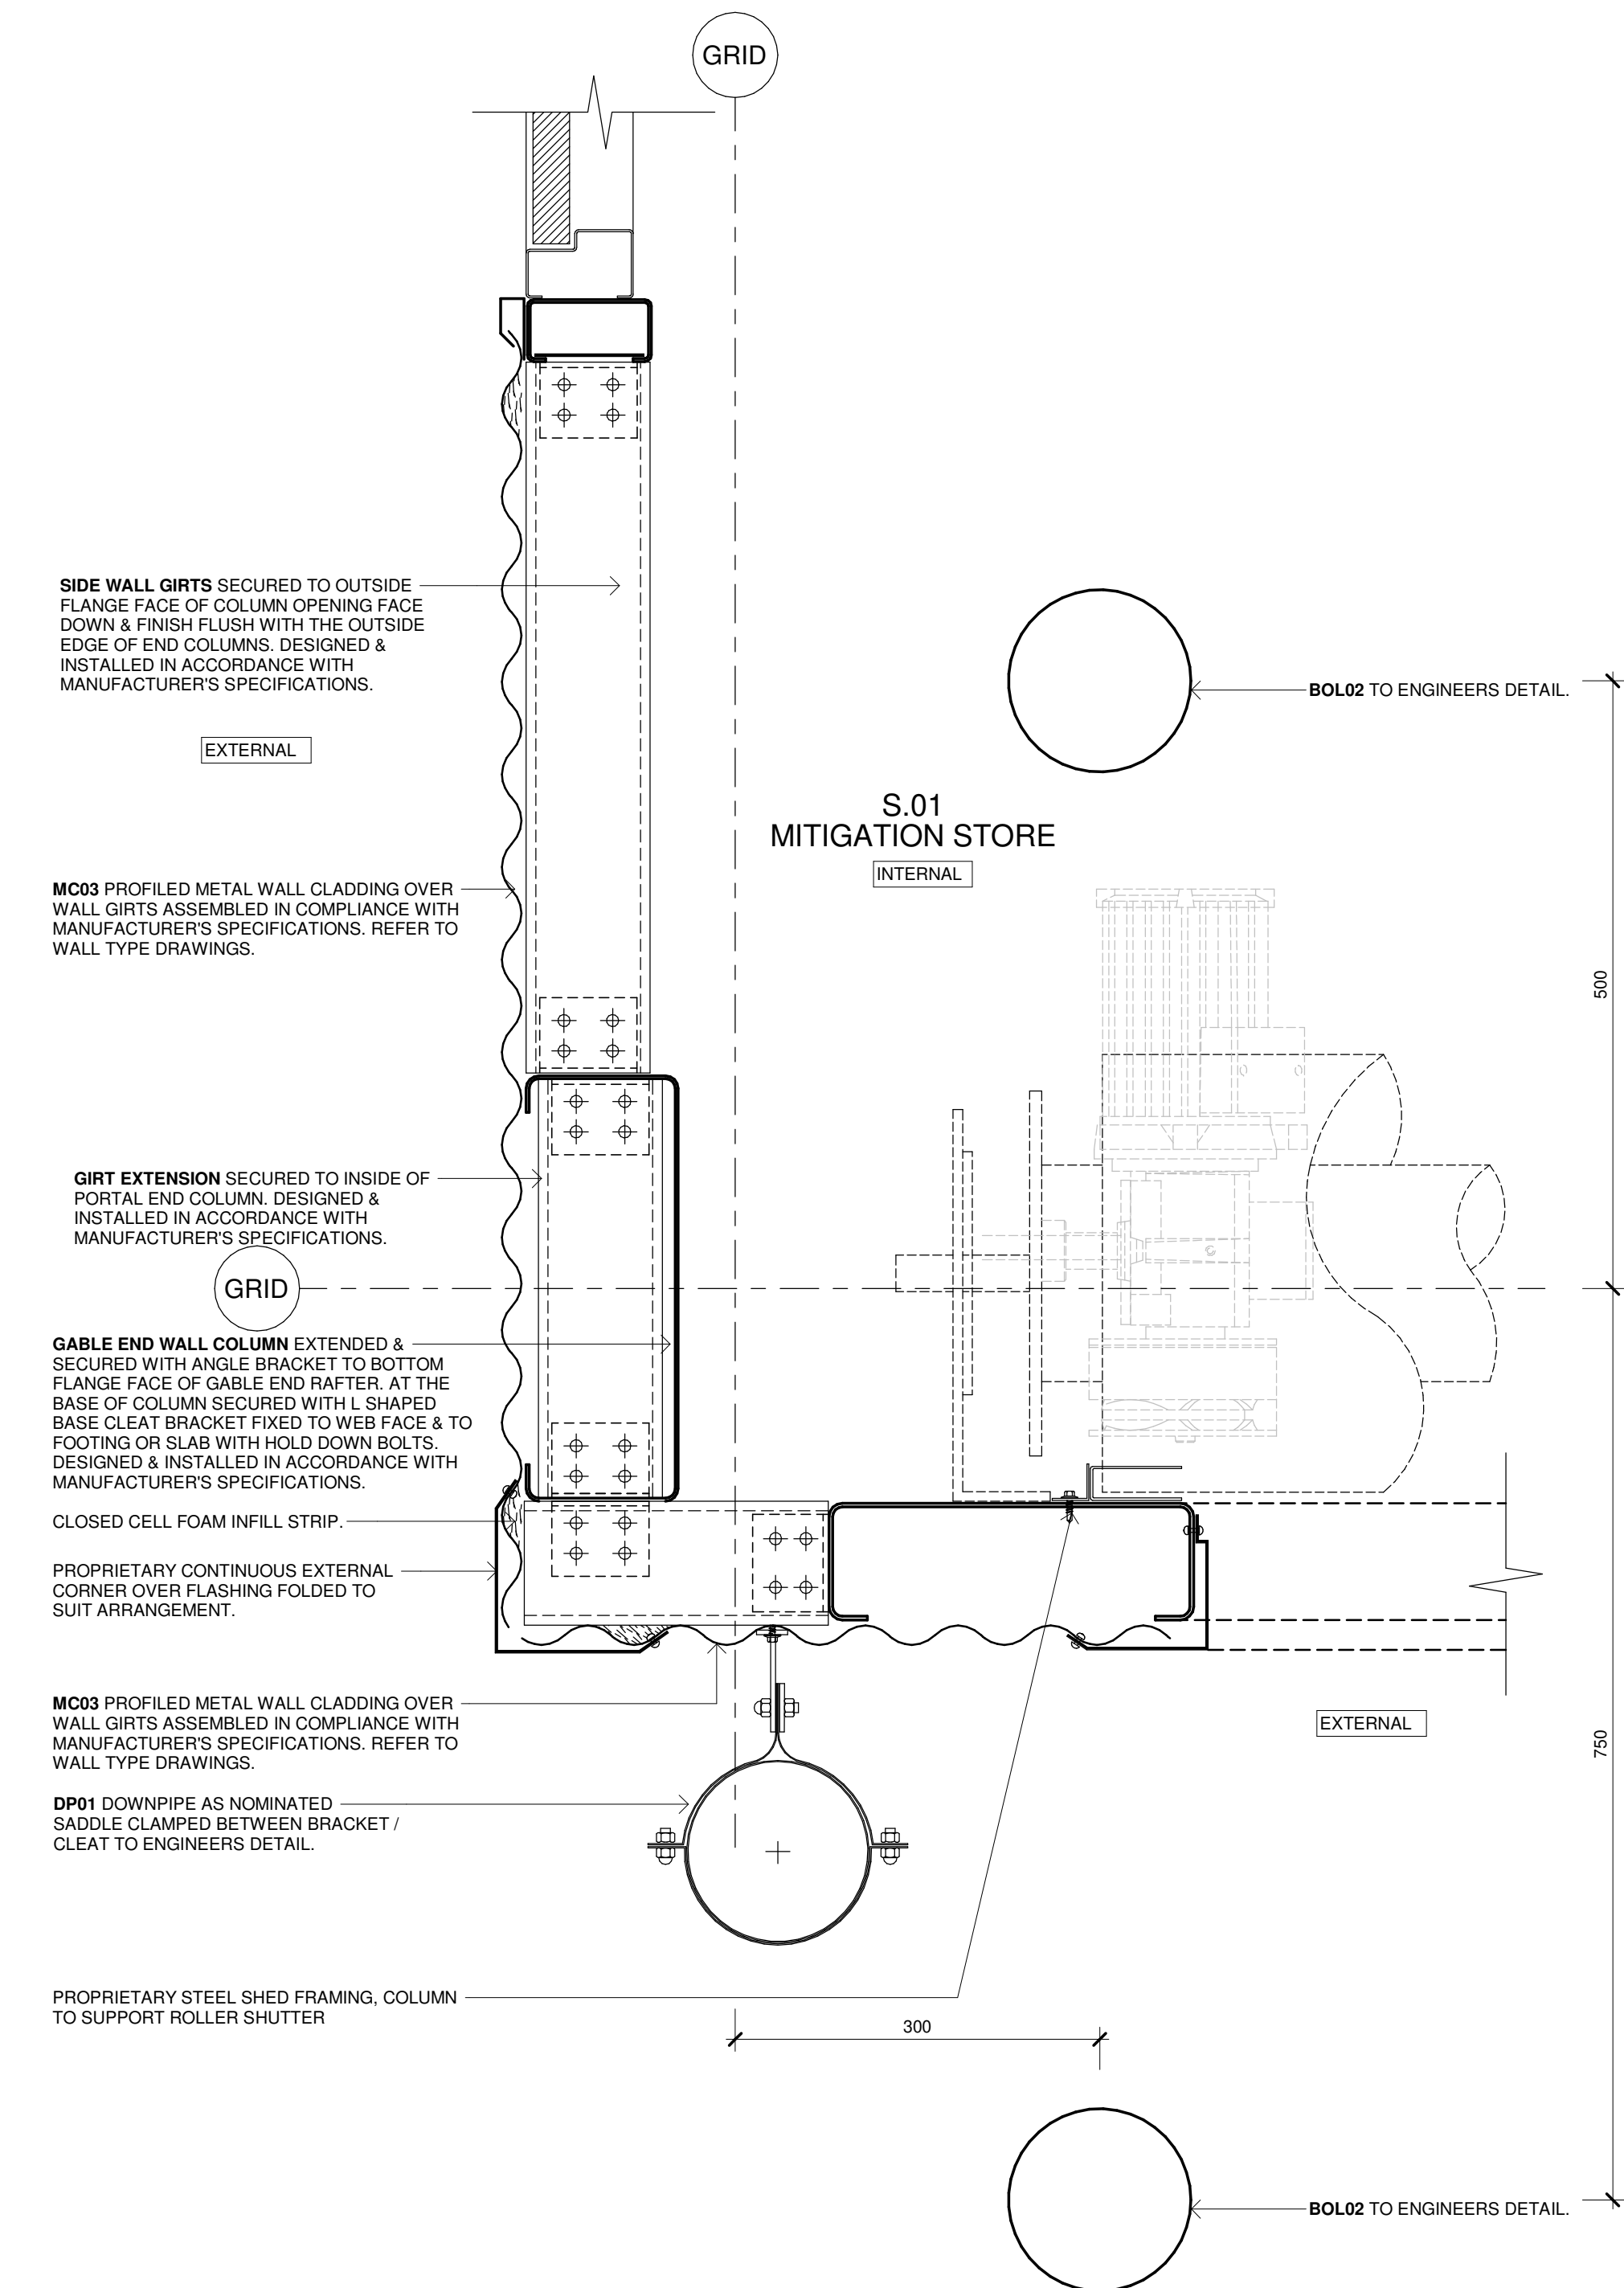 GRID
SIDE WALL GIRTS SECURED TO OUTSIDE
FLANGE FACE OF COLUMN OPENING FACE
DOWN & FINISH FLUSH WITH THE OUTSIDE
EDGE OF END COLUMNS. DESIGNED &
INSTALLED IN ACCORDANCE WITH
MANUFACTURER'S SPECIFICATIONS.
BOL02 TO ENGINEERS DETAIL.
EXTERNAL
S.01
MITIGATION STORE
INTERNAL
MC03 PROFILED METAL WALL CLADDING OVER
WALL GIRTS ASSEMBLED IN COMPLIANCE WITH
MANUFACTURER'S SPECIFICATIONS. REFER TO
WALL TYPE DRAWINGS.
500
GIRT EXTENSION SECURED TO INSIDE OF
PORTAL END COLUMN. DESIGNED &
INSTALLED IN ACCORDANCE WITH
MANUFACTURER'S SPECIFICATIONS.
GRID
GABLE END WALL COLUMN EXTENDED &
SECURED WITH ANGLE BRACKET TO BOTTOM
FLANGE FACE OF GABLE END RAFTER. AT THE
BASE OF COLUMN SECURED WITH L SHAPED
BASE CLEAT BRACKET FIXED TO WEB FACE & TO
FOOTING OR SLAB WITH HOLD DOWN BOLTS.
DESIGNED & INSTALLED IN ACCORDANCE WITH
MANUFACTURER'S SPECIFICATIONS.
CLOSED CELL FOAM INFILL STRIP.
PROPRIETARY CONTINUOUS EXTERNAL
CORNER OVER FLASHING FOLDED TO
SUIT ARRANGEMENT.
MC03 PROFILED METAL WALL CLADDING OVER
WALL GIRTS ASSEMBLED IN COMPLIANCE WITH
MANUFACTURER'S SPECIFICATIONS. REFER TO
WALL TYPE DRAWINGS.
EXTERNAL
750
DP01 DOWNPIPE AS NOMINATED
SADDLE CLAMPED BETWEEN BRACKET /
CLEAT TO ENGINEERS DETAIL.
PROPRIETARY STEEL SHED FRAMING, COLUMN
TO SUPPORT ROLLER SHUTTER
300
BOL02 TO ENGINEERS DETAIL.